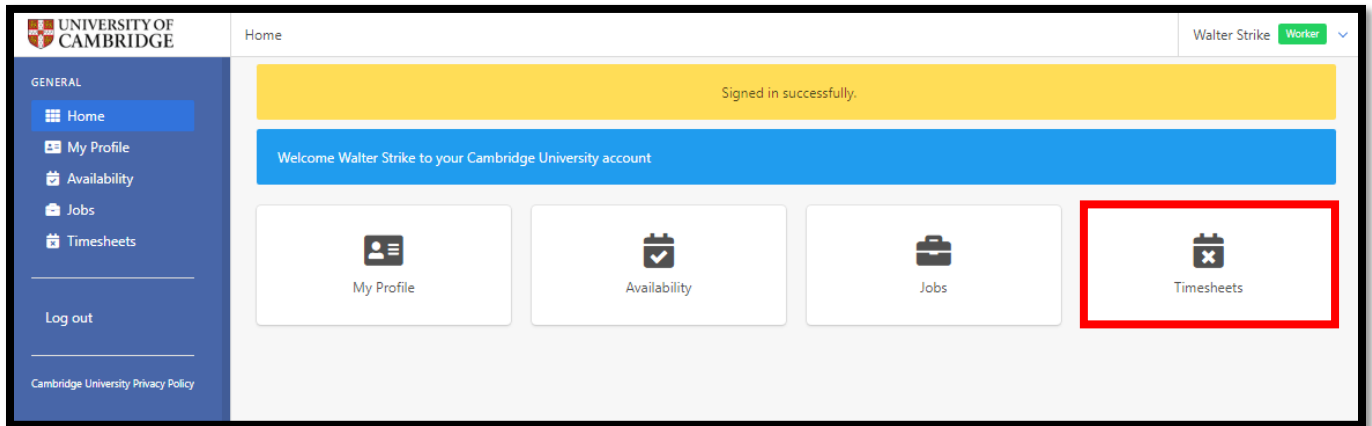 UNIVERSITY OF
CAMBRIDGE
Home
Walter Strike Worker
GENERAL
Home
My Profile
Availability
Jobs
Timesheets
Log out
Cambridge University Privacy Policy
Signed in successfully.
Welcome Walter Strike to your Cambridge University account
My Profile
Availability
Jobs
Timesheets